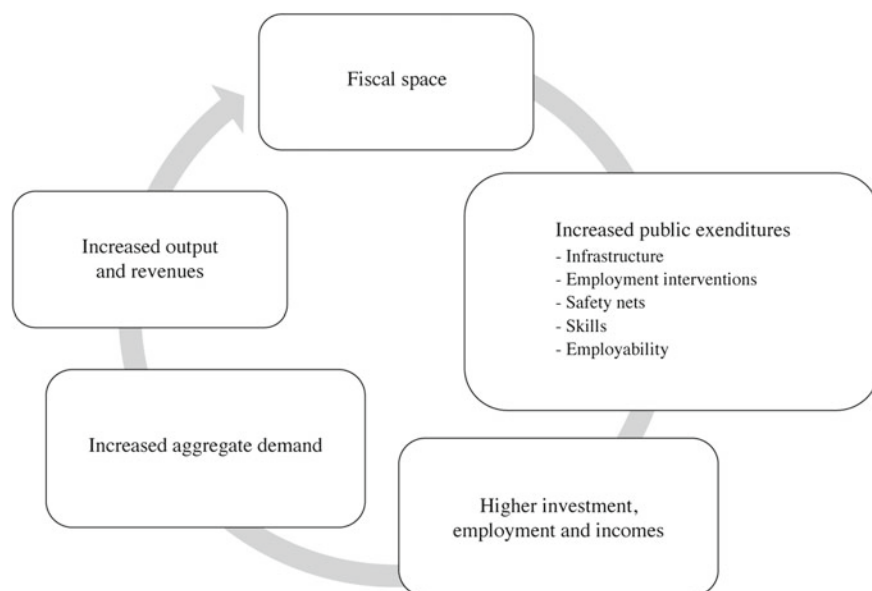 Fiscal space
Increased public exenditures
- Infrastructure
- Employment interventions
- Safety nets
- Skills
- Employability
Higher investment,
employment and incomes
Increased aggregate demand
Increased output
and revenues